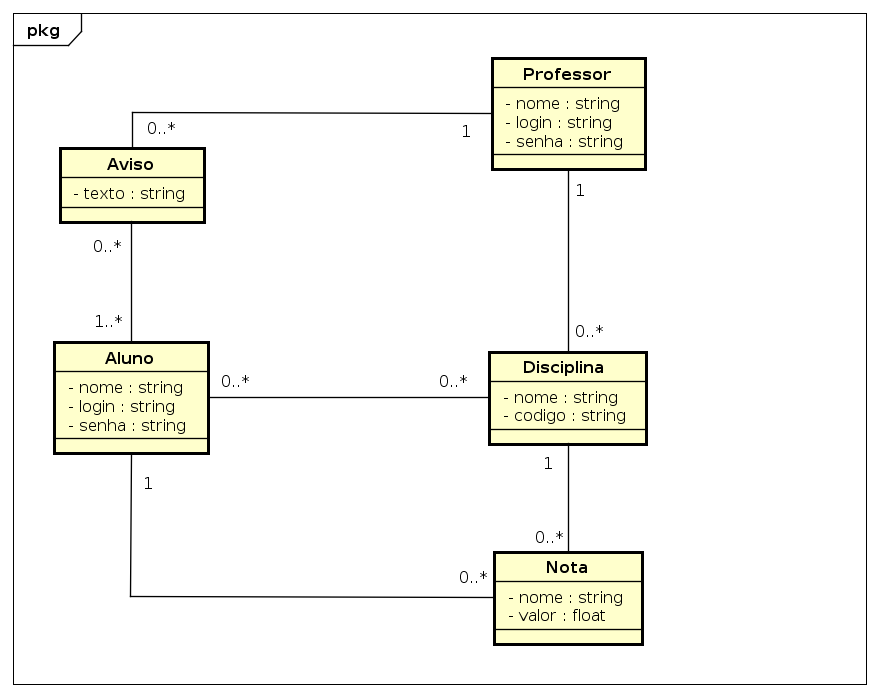 pkg
Professor
- nome : string
- login : string
- senha : string
0..*
1
Aviso
- texto : string
1
0..*
1..*
0..*
Aluno
- nome : string
- login : string
- senha : string
0..*
0..*
Disciplina
- nome : string
- codigo : string
1
1
0..*
0..*
Nota
- nome : string
- valor : float